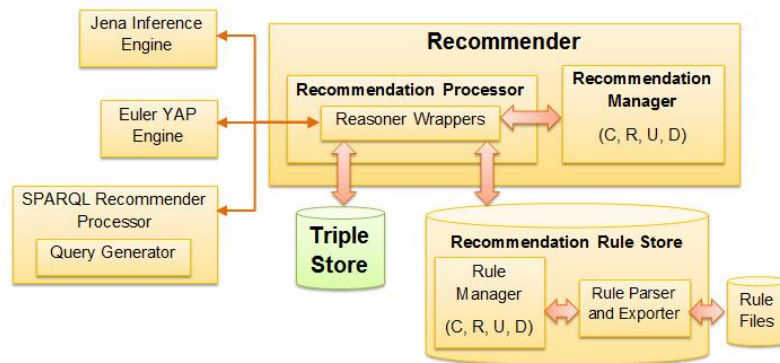 Jena Inference
Engine
Euler YAP
Engine
SPARQL Recommender
Processor
Query Generator
Recommender
Recommendation Processor
Reasoner Wrappers
Recommendation
Manager
(C, R, U, D)
Triple
Store
Recommendation Rule Store
Rule
Manager
(C, R, U, D)
Rule Parser
and Exporter
Rule
Files